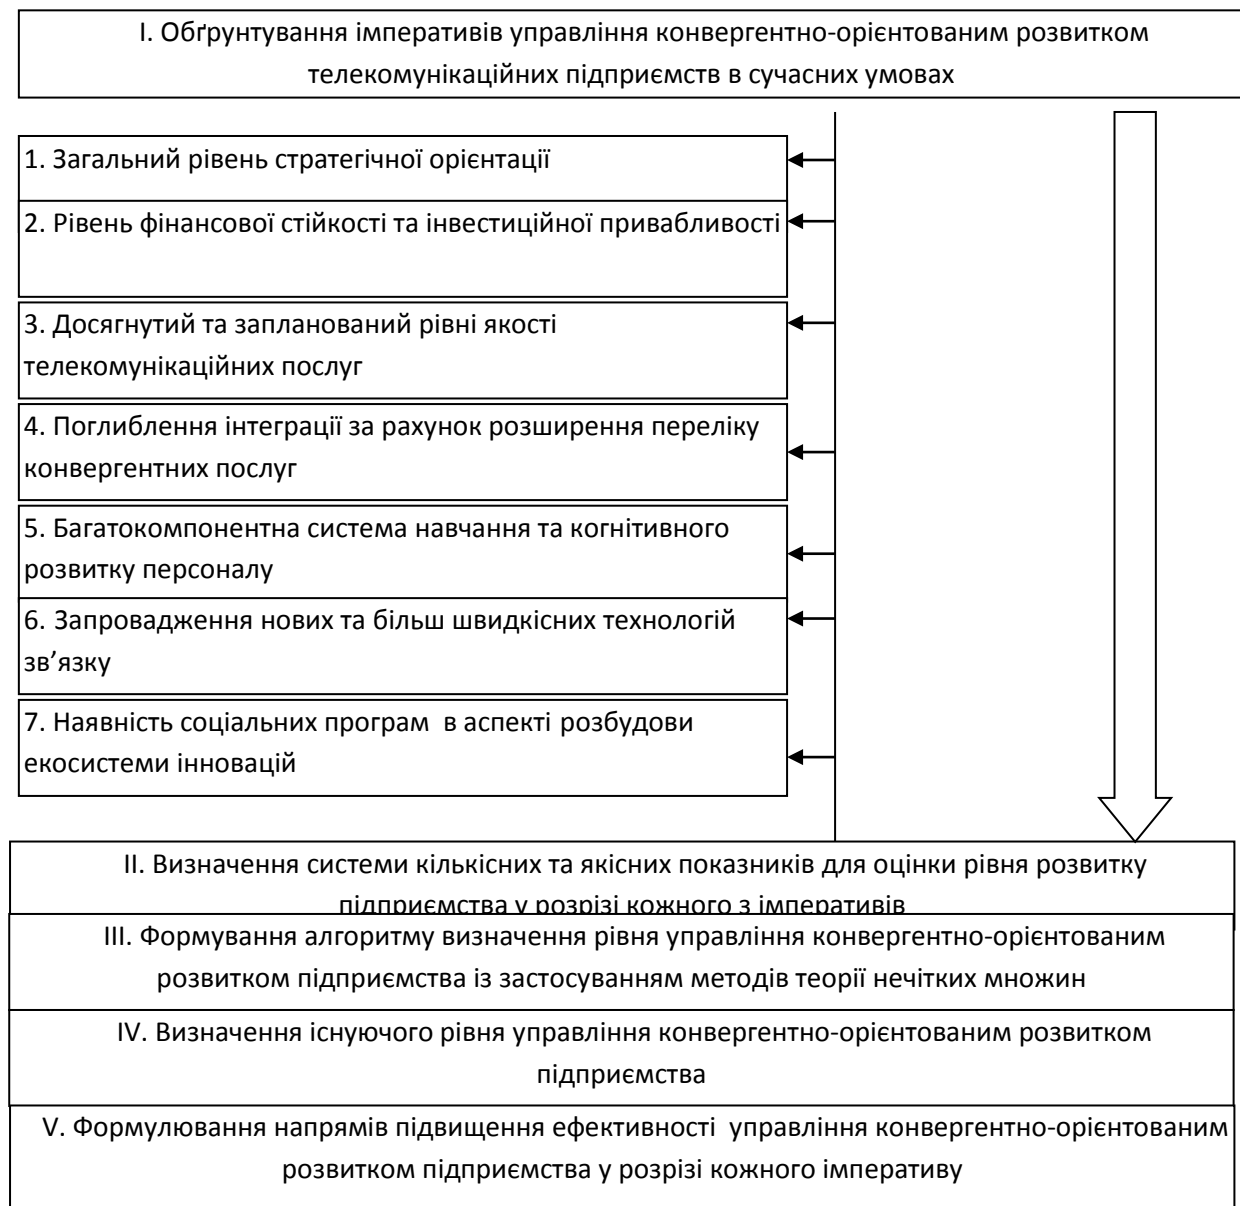 І. Обґрунтування імперативів управління конвергентно-орієнтованим розвитком
телекомунікаційних підприємств в сучасних умовах
1. Загальний рівень стратегічної орієнтації
2. Рівень фінансової стійкості та інвестиційної привабливості
3. Досягнутий та запланований рівні якості
телекомунікаційних послуг
4. Поглиблення інтеграції за рахунок розширення переліку
конвергентних послуг
5. Багатокомпонентна система навчання та когнітивного
розвитку персоналу
6. Запровадження нових та більш швидкісних технологій
зв’язку
7. Наявність соціальних програм в аспекті розбудови
екосистеми інновацій
ІІ. Визначення системи кількісних та якісних показників для оцінки рівня розвитку
підприємства у розрізі кожного з імперативів
ІІІ. Формування алгоритму визначення рівня управління конвергентно-орієнтованим
розвитком підприємства із застосуванням методів теорії нечітких множин
IV. Визначення існуючого рівня управління конвергентно-орієнтованим розвитком
підприємства
V. Формулювання напрямів підвищення ефективності управління конвергентно-орієнтованим
розвитком підприємства у розрізі кожного імперативу